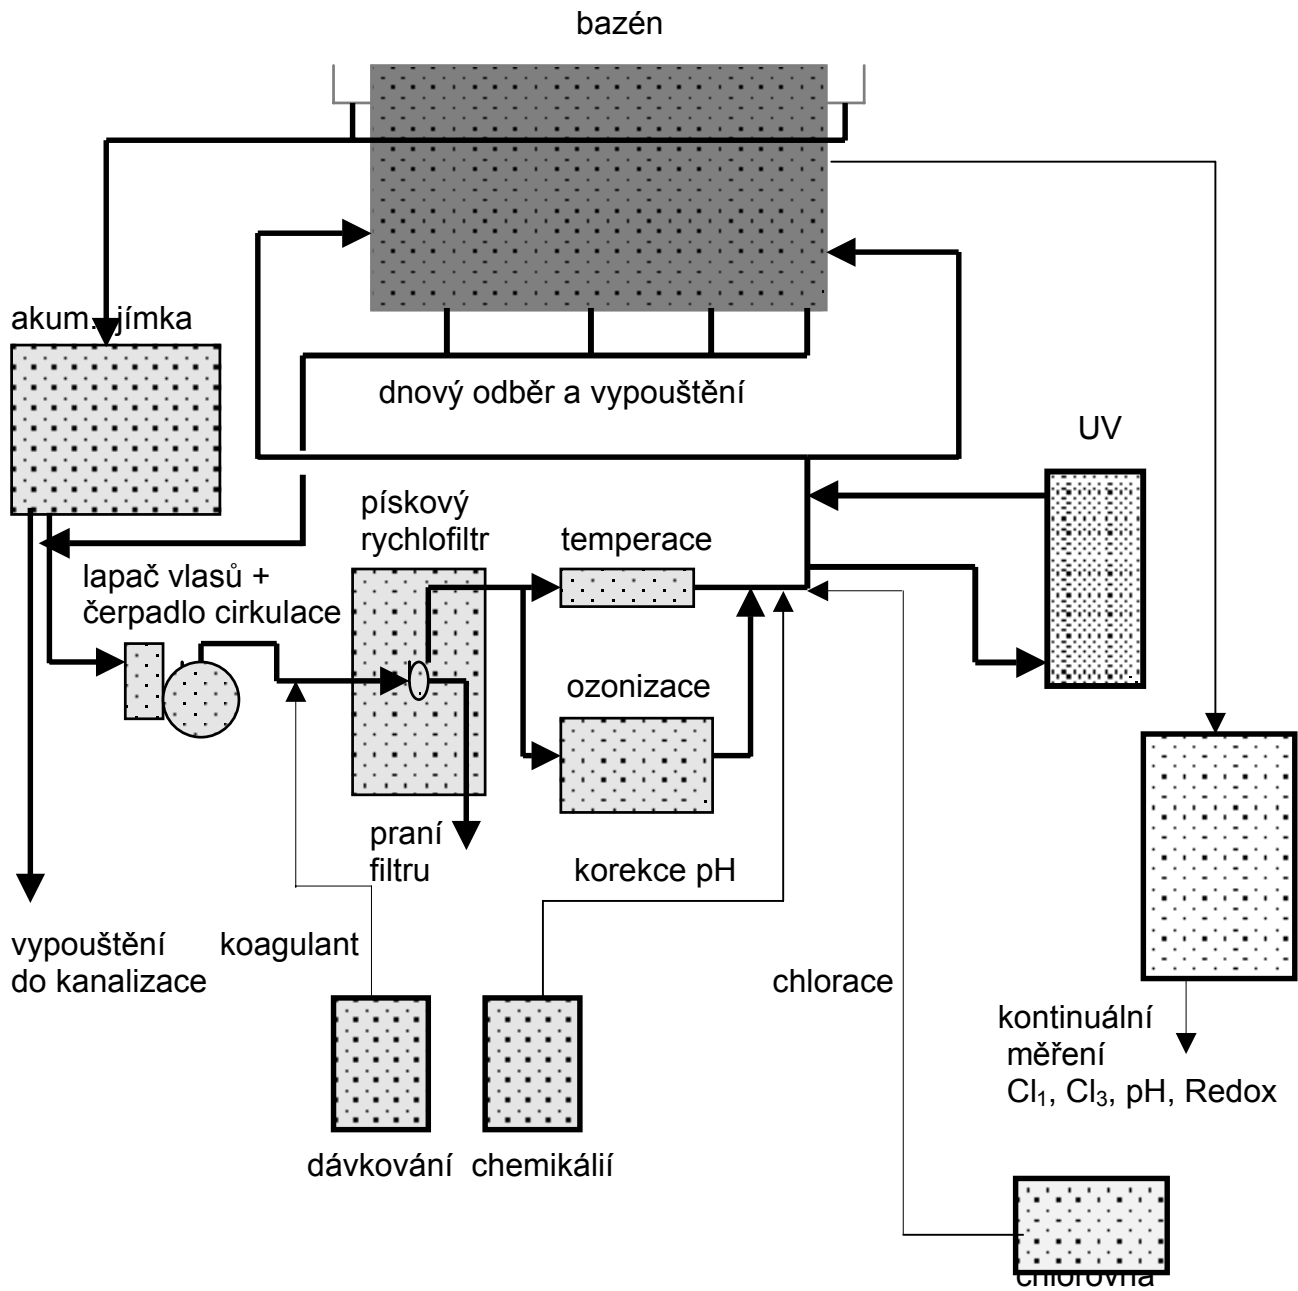 bazén
akum. jímka
dnový odběr a vypouštění
UV
pískový
rychlofiltr
temperace
lapač vlasů +
čerpadlo cirkulace
ozonizace
praní
filtru
korekce pH
vypouštění
do kanalizace
koagulant
chlorace
kontinuální
měření
Cl₁, Cl₃, pH, Redox
dávkování chemikálií
chlorovna